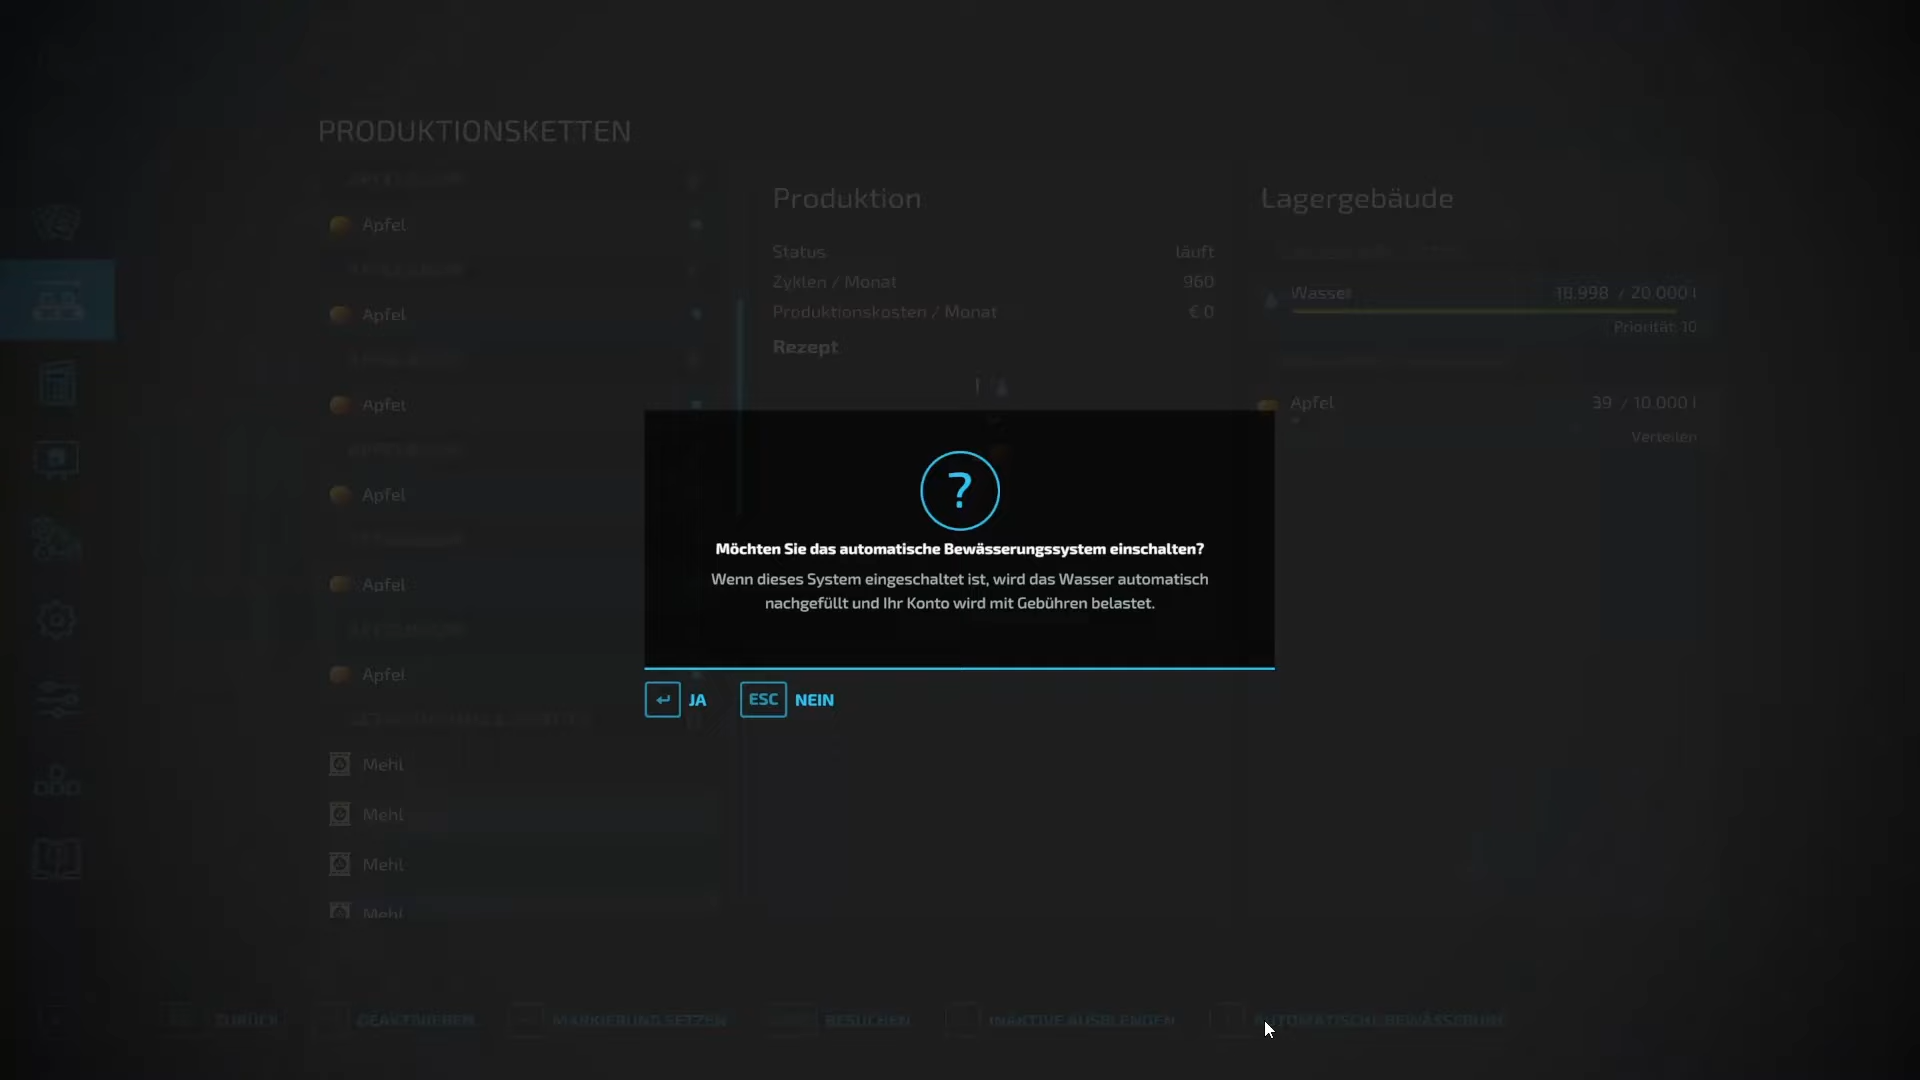 PRODUKTIONSKETTEN
Apfel
Apfel
Apfel
Apfel
Apfel
Apfel
Mehl
Mehl
Mehl
Mehl
Produktion
Status läuft
Zyklen / Monat 960
Produktionskosten / Monat € 0
Rezept
Lagergebäude
Wasser 18.998 / 20.000 l
Priorität: 10
Apfel 39 / 10.000 l
Verteilen
?
Möchten Sie das automatische Bewässerungssystem einschalten?
Wenn dieses System eingeschaltet ist, wird das Wasser automatisch
nachgefüllt und Ihr Konto wird mit Gebühren belastet.
JA ESC NEIN
ZURÜCK DEAKTIVIEREN MARKIERUNG SETZEN BESUCHEN INAKTIVE AUSBLENDEN